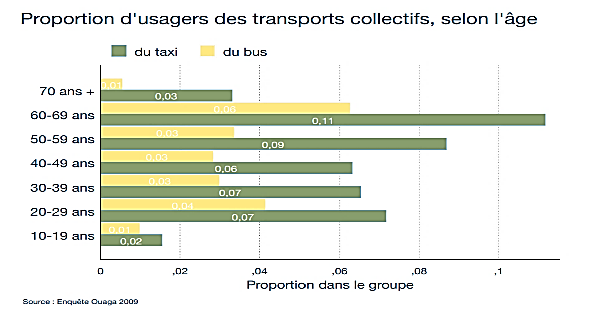 Proportion d'usagers des transports collectifs, selon l'âge
du taxi du bus
70 ans + 0,01
0,03
60-69 ans 0,06
0,11
50-59 ans 0,03
0,09
40-49 ans 0,03
0,06
30-39 ans 0,03
0,07
20-29 ans 0,04
0,07
10-19 ans 0,01
0,02
0 ,02 ,04 ,06 ,08 ,1
Proportion dans le groupe
Source : Enquête Ouaga 2009